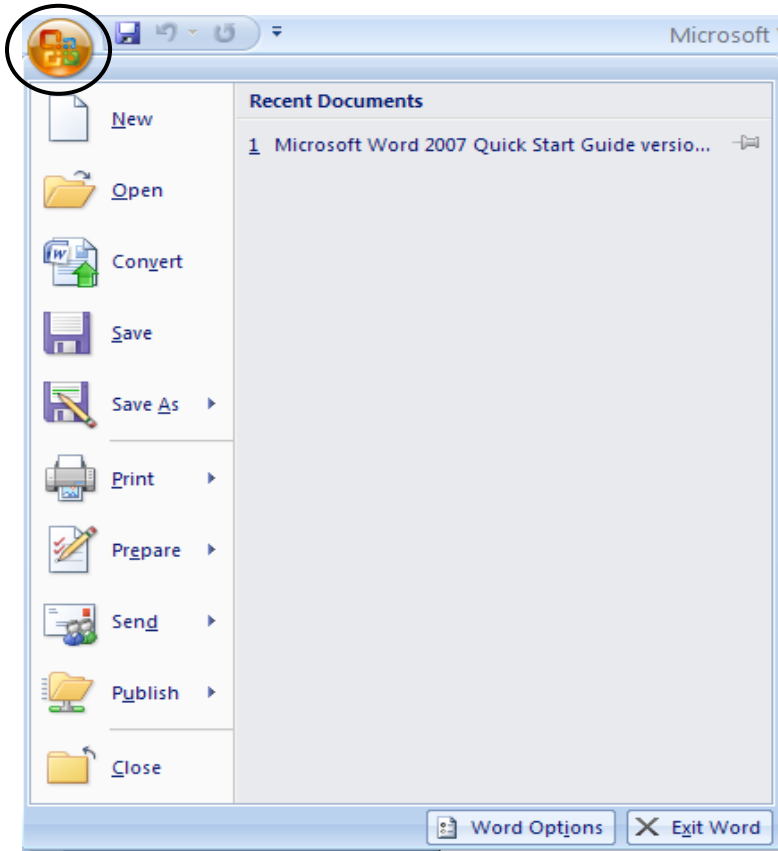 Microsoft
New
Open
Convert
Save
Save As
Print
Prepare
Send
Publish
Close
Recent Documents
1 Microsoft Word 2007 Quick Start Guide versio...
Word Options
Exit Word